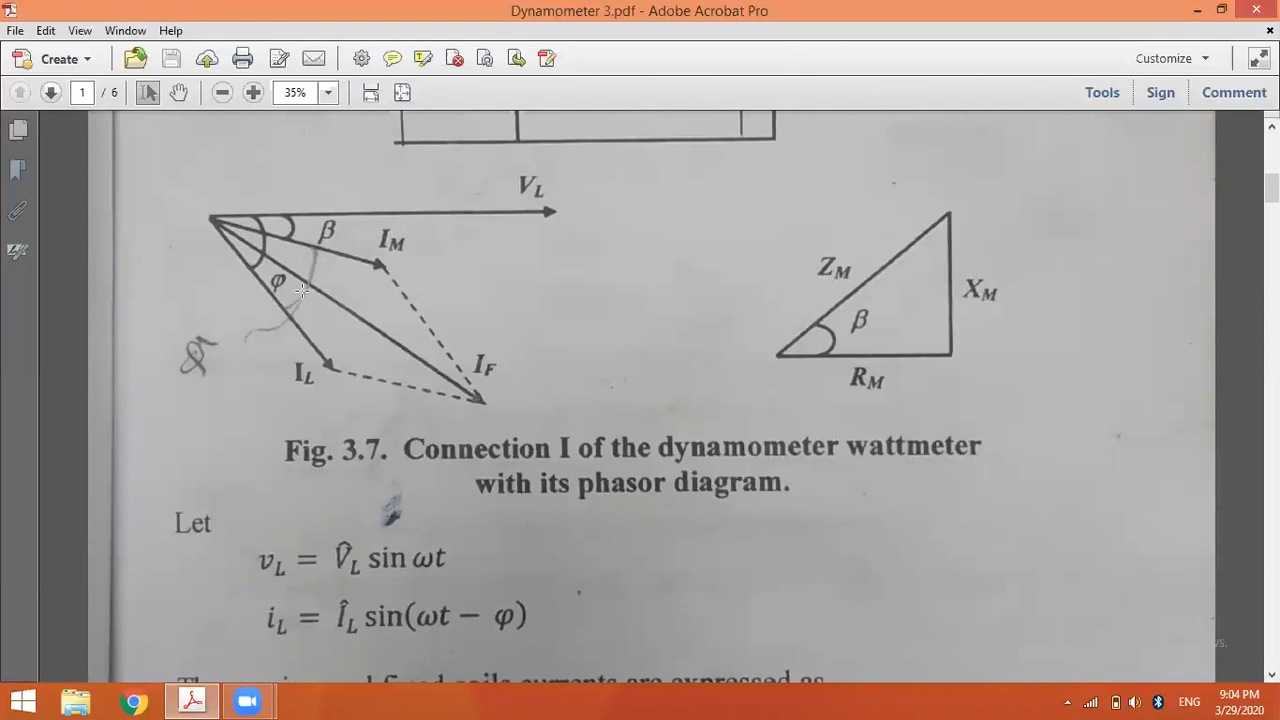 Dynamometer 3.pdf - Adobe Acrobat Pro
File Edit View Window Help
Create
Customize
1 / 6
35%
Tools Sign Comment
V_L
β
I_M
φ
I_L
I_F
Z_M
X_M
β
R_M
Fig. 3.7. Connection I of the dynamometer wattmeter
with its phasor diagram.
Let
v_L = V̂_L sin ωt
i_L = Î_L sin(ωt − φ)
ENG
9:04 PM
3/29/2020